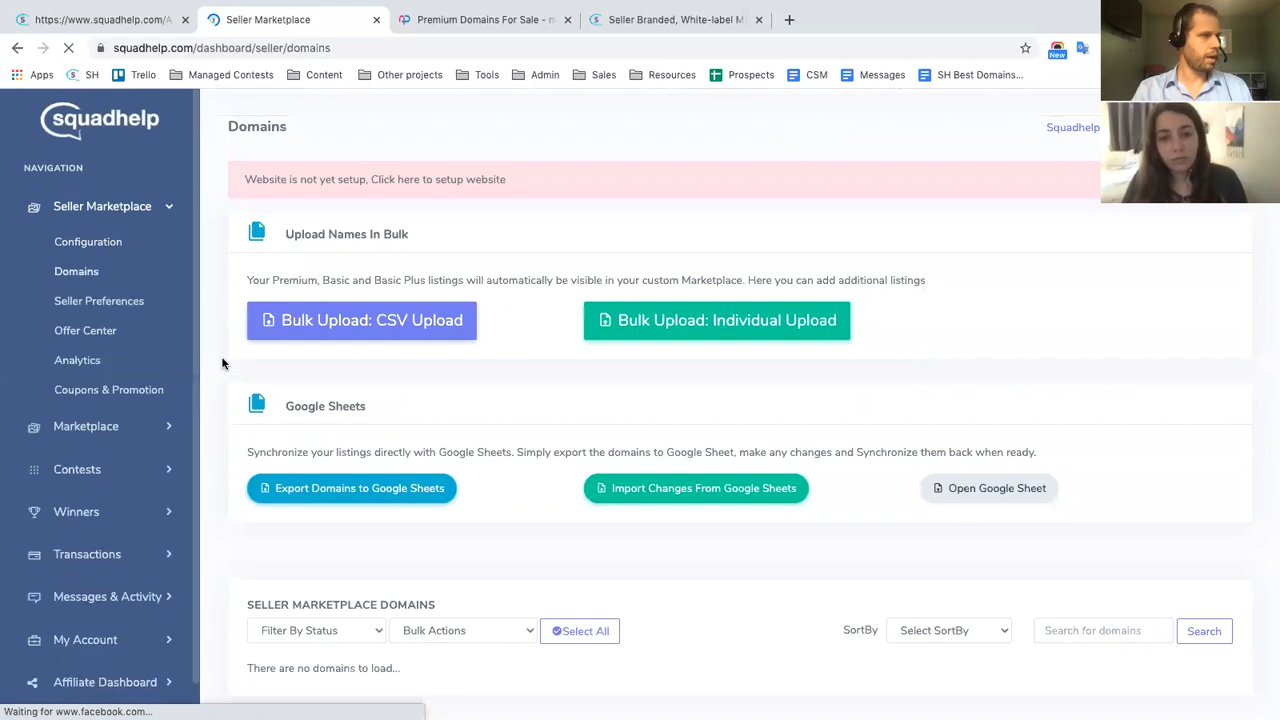 https://www.squadhelp.com/A
Seller Marketplace
Premium Domains For Sale - n
Seller Branded, White-label M
squadhelp.com/dashboard/seller/domains
New
Apps
SH
Trello
Managed Contests
Content
Other projects
Tools
Admin
Sales
Resources
Prospects
CSM
Messages
SH Best Domains...
squadhelp
NAVIGATION
Seller Marketplace
Configuration
Domains
Seller Preferences
Offer Center
Analytics
Coupons & Promotion
Marketplace
Contests
Winners
Transactions
Messages & Activity
My Account
Affiliate Dashboard
Waiting for www.facebook.com...
Domains
Squadhelp
Website is not yet setup, Click here to setup website
Upload Names In Bulk
Your Premium, Basic and Basic Plus listings will automatically be visible in your custom Marketplace. Here you can add additional listings
Bulk Upload: CSV Upload
Bulk Upload: Individual Upload
Google Sheets
Synchronize your listings directly with Google Sheets. Simply export the domains to Google Sheet, make any changes and Synchronize them back when ready.
Export Domains to Google Sheets
Import Changes From Google Sheets
Open Google Sheet
SELLER MARKETPLACE DOMAINS
Filter By Status
Bulk Actions
Select All
SortBy
Select SortBy
Search for domains
Search
There are no domains to load...